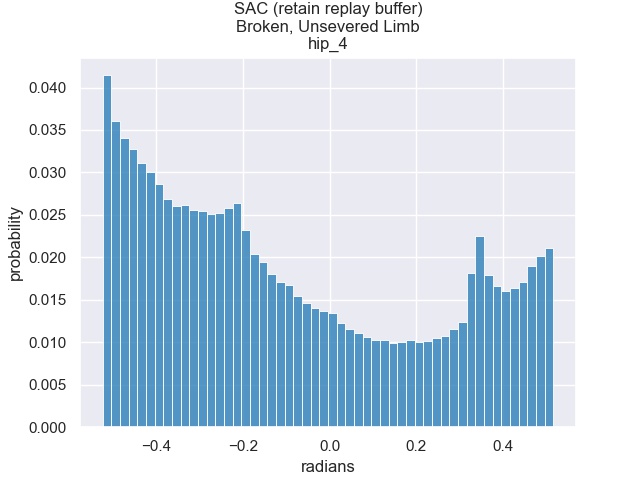 SAC (retain replay buffer)
Broken, Unsevered Limb
hip_4
0.040
0.035
0.030
0.025
0.020
0.015
0.010
0.005
0.000
probability
−0.4 −0.2 0.0 0.2 0.4
radians